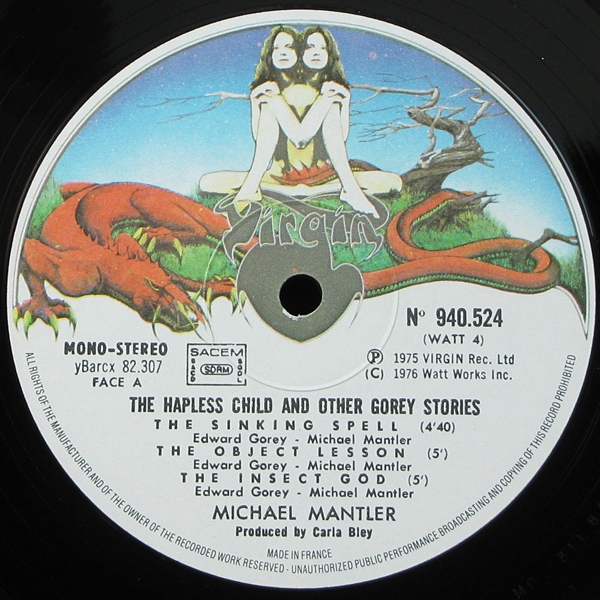 Virgin
Nº 940.524
(WATT 4)
MONO-STEREO
yBarcx 82.307
FACE A
SACEM
SACD
SDRM
SGDL
Ⓟ 1975 VIRGIN Rec. Ltd
(C) 1976 Watt Works Inc.
THE HAPLESS CHILD AND OTHER GOREY STORIES
THE SINKING SPELL (4'40)
Edward Gorey - Michael Mantler
THE OBJECT LESSON (5')
Edward Gorey - Michael Mantler
THE INSECT GOD (5')
Edward Gorey - Michael Mantler
MICHAEL MANTLER
Produced by Carla Bley
MADE IN FRANCE
ALL RIGHTS OF THE MANUFACTURER AND OF THE OWNER OF THE RECORDED WORK RESERVED - UNAUTHORIZED PUBLIC PERFORMANCE BROADCASTING AND COPYING OF THIS RECORD PROHIBITED